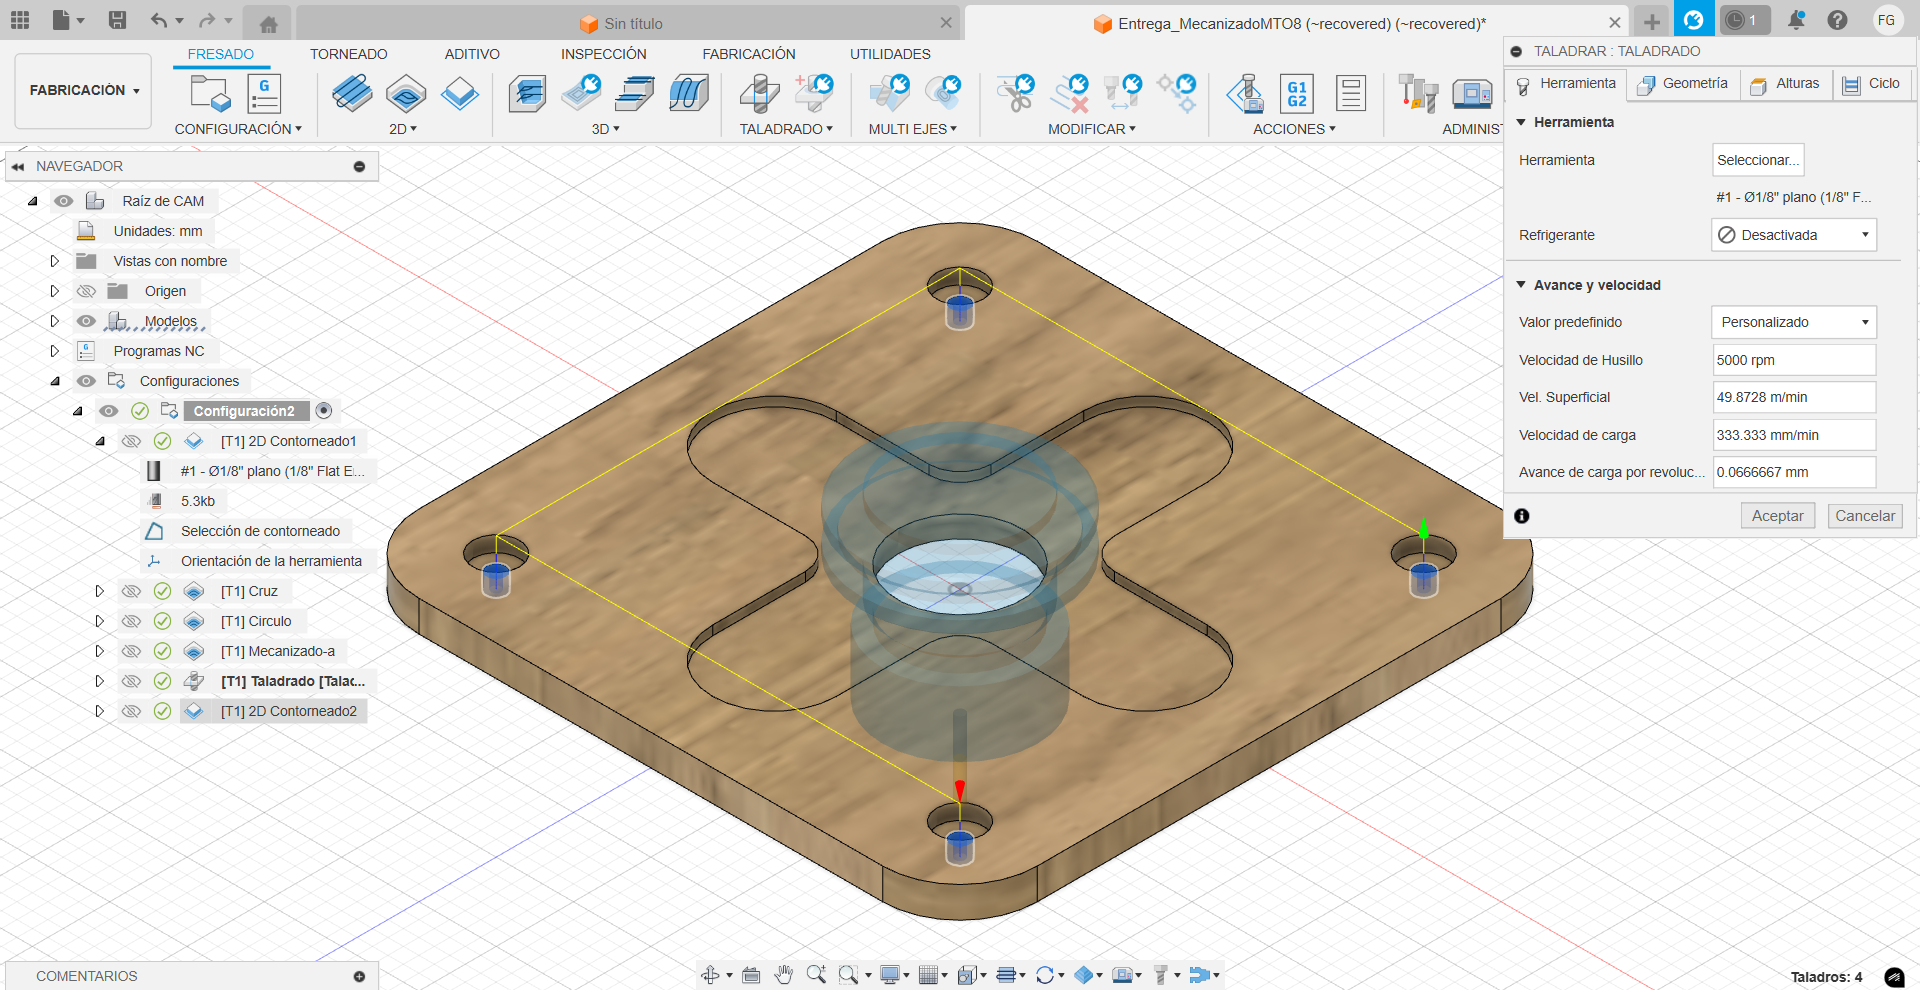 Sin título
Entrega_MecanizadoMTO8 (~recovered) (~recovered)*
1
FG
FABRICACIÓN
FRESADO
TORNEADO
ADITIVO
INSPECCIÓN
FABRICACIÓN
UTILIDADES
G
G1
G2
CONFIGURACIÓN
2D
3D
TALADRADO
MULTI EJES
MODIFICAR
ACCIONES
ADMINIST
NAVEGADOR
Raíz de CAM
Unidades: mm
Vistas con nombre
Origen
Modelos
Programas NC
Configuraciones
Configuración2
[T1] 2D Contorneado1
#1 - Ø1/8" plano (1/8" Flat E...
5.3kb
Selección de contorneado
Orientación de la herramienta
[T1] Cruz
[T1] Circulo
[T1] Mecanizado-a
[T1] Taladrado [Talac...
[T1] 2D Contorneado2
TALADRAR : TALADRADO
Herramienta
Geometría
Alturas
Ciclo
Herramienta
Herramienta
Seleccionar...
#1 - Ø1/8" plano (1/8" F...
Refrigerante
Desactivada
Avance y velocidad
Valor predefinido
Personalizado
Velocidad de Husillo
5000 rpm
Vel. Superficial
49.8728 m/min
Velocidad de carga
333.333 mm/min
Avance de carga por revoluc...
0.0666667 mm
Aceptar
Cancelar
COMENTARIOS
Taladros: 4